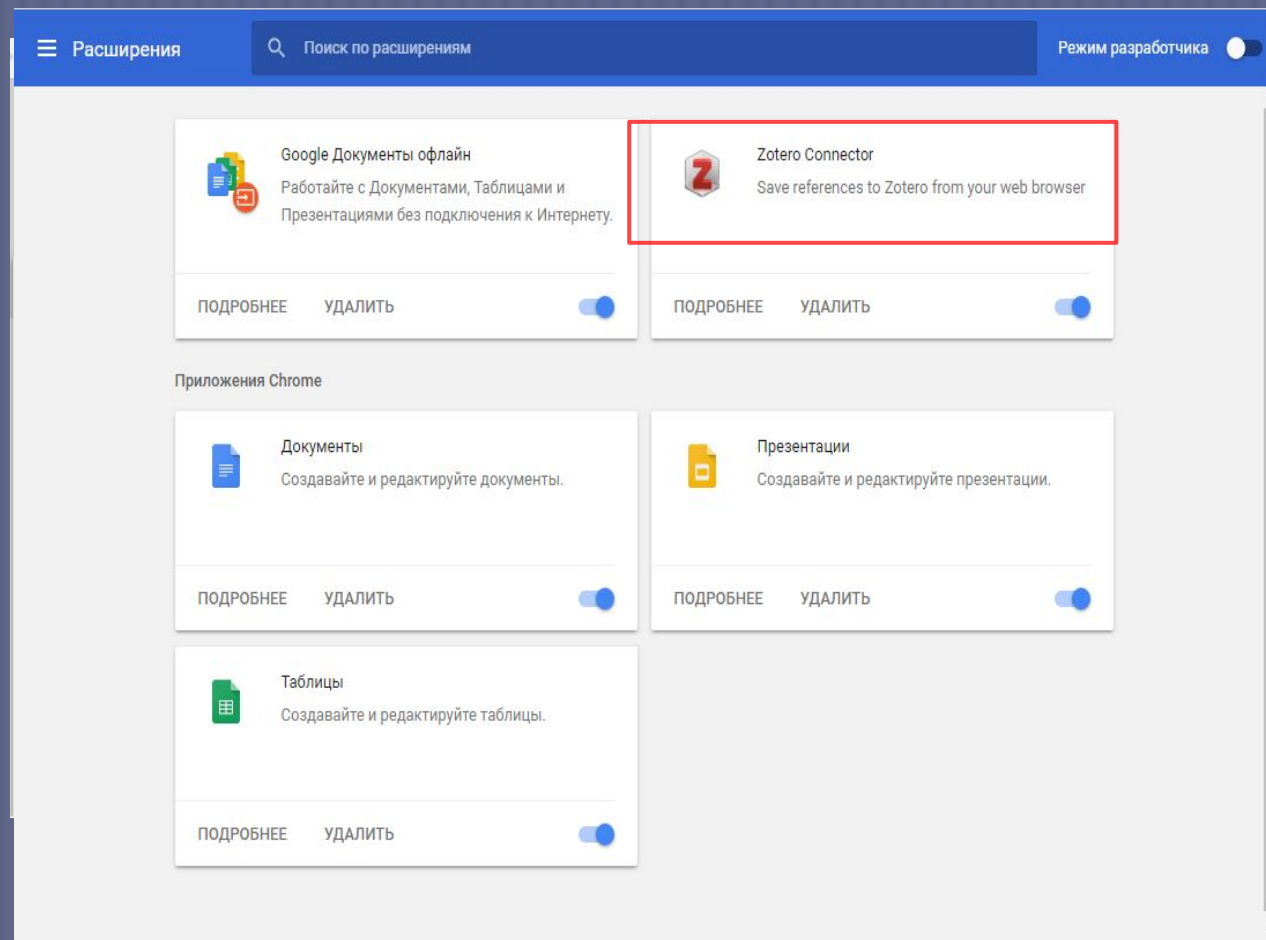 Расширения
Поиск по расширениям
Режим разработчика
Google Документы офлайн
Работайте с Документами, Таблицами и
Презентациями без подключения к Интернету.
ПОДРОБНЕЕ УДАЛИТЬ
Z
Zotero Connector
Save references to Zotero from your web browser
ПОДРОБНЕЕ УДАЛИТЬ
Приложения Chrome
Документы
Создавайте и редактируйте документы.
ПОДРОБНЕЕ УДАЛИТЬ
Презентации
Создавайте и редактируйте презентации.
ПОДРОБНЕЕ УДАЛИТЬ
Таблицы
Создавайте и редактируйте таблицы.
ПОДРОБНЕЕ УДАЛИТЬ